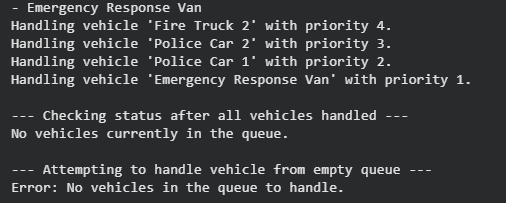 - Emergency Response Van
Handling vehicle 'Fire Truck 2' with priority 4.
Handling vehicle 'Police Car 2' with priority 3.
Handling vehicle 'Police Car 1' with priority 2.
Handling vehicle 'Emergency Response Van' with priority 1.

--- Checking status after all vehicles handled ---
No vehicles currently in the queue.

--- Attempting to handle vehicle from empty queue ---
Error: No vehicles in the queue to handle.